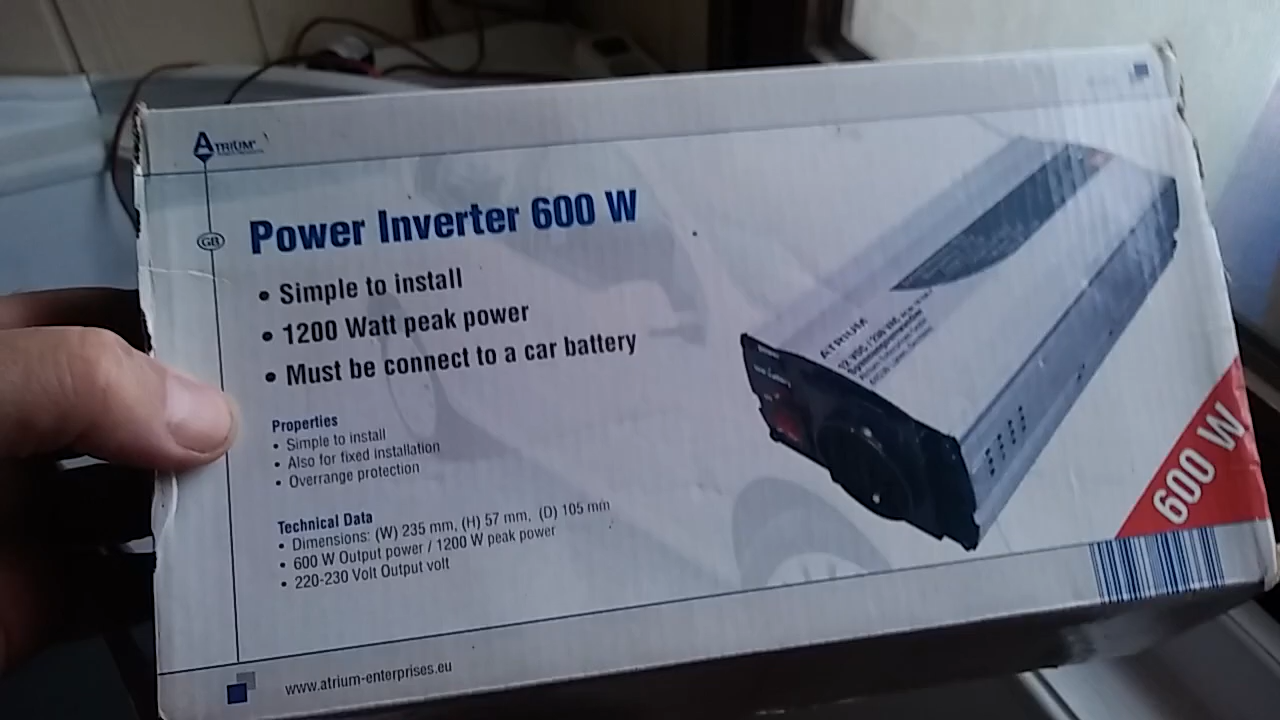 ATRIUM
GB
Power Inverter 600 W
• Simple to install
• 1200 Watt peak power
• Must be connect to a car battery
Properties
• Simple to install
• Also for fixed installation
• Overrange protection
Technical Data
• Dimensions: (W) 235 mm, (H) 57 mm, (D) 105 mm
• 600 W Output power / 1200 W peak power
• 220-230 Volt Output volt
www.atrium-enterprises.eu
ATRIUM
600 W